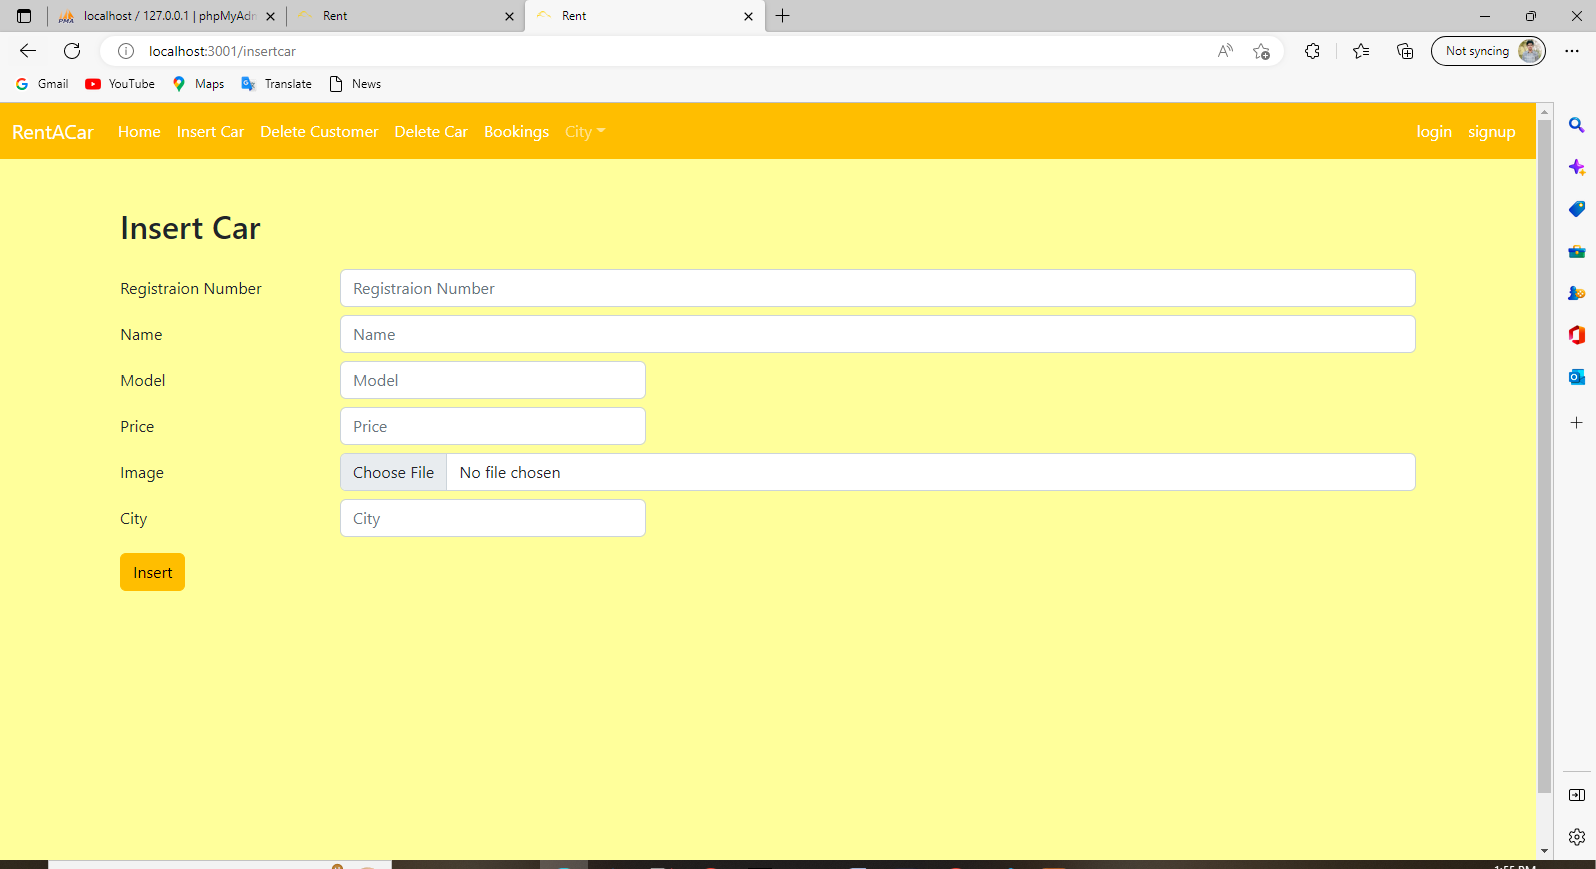 localhost / 127.0.0.1 | phpMyAdn
Rent
Rent
localhost:3001/insertcar
Not syncing
Gmail
YouTube
Maps
Translate
News
RentACar Home Insert Car Delete Customer Delete Car Bookings City login signup
Insert Car
Registraion Number Registraion Number
Name Name
Model Model
Price Price
Image Choose File No file chosen
City City
Insert